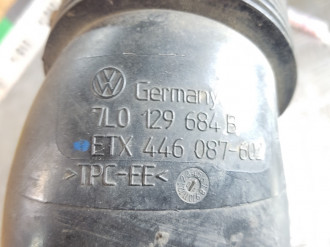 Germany
7L0 129 684 B
ETX 446 087-602
>TPC-EE<